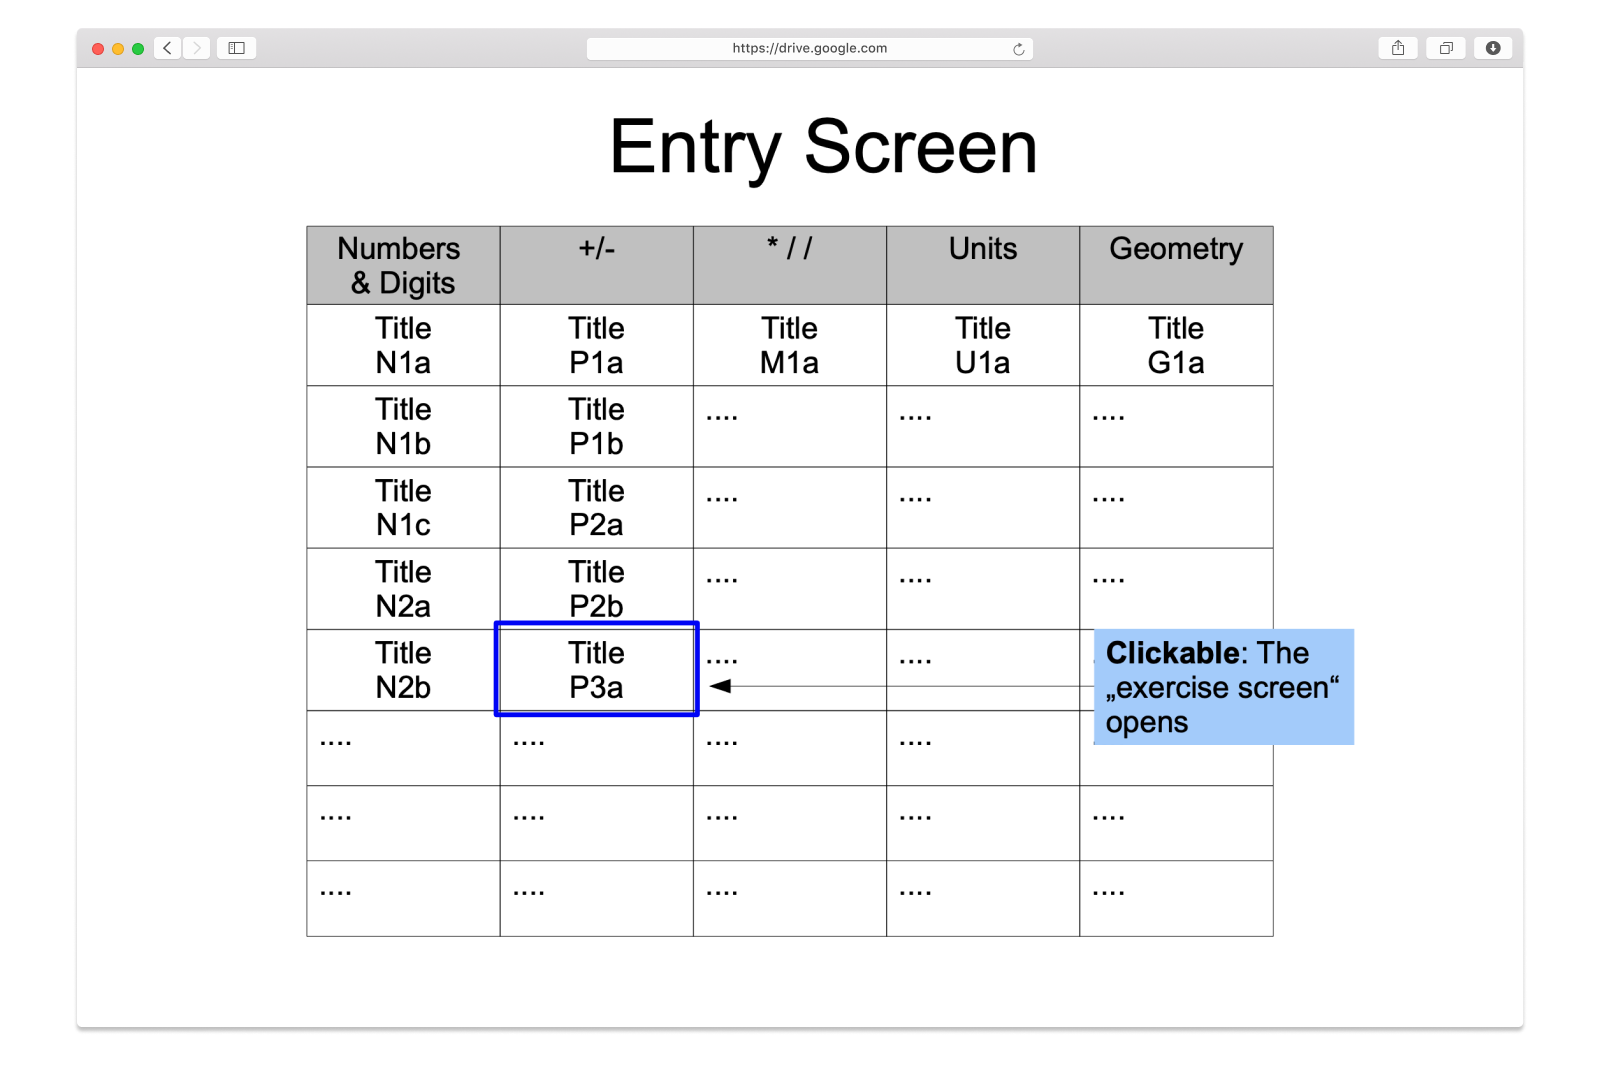 https://drive.google.com
Entry Screen
Numbers & Digits +/- * / / Units Geometry
Title N1a Title P1a Title M1a Title U1a Title G1a
Title N1b Title P1b .... .... ....
Title N1c Title P2a .... .... ....
Title N2a Title P2b .... .... ....
Title N2b Title P3a .... ....
Clickable: The
„exercise screen“
opens
.... .... .... ....
.... .... .... .... ....
.... .... .... .... ....